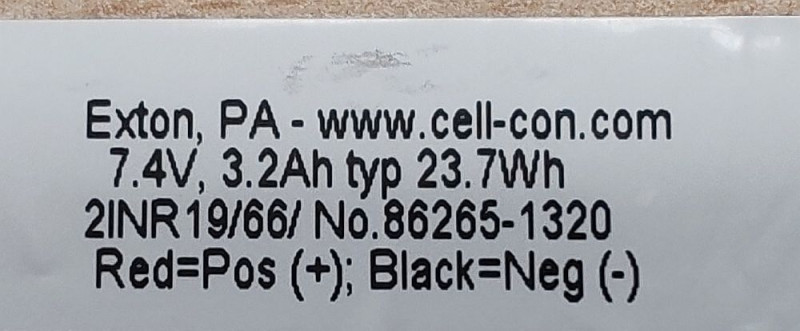 Exton, PA - www.cell-con.com
7.4V, 3.2Ah typ 23.7Wh
2INR19/66/ No.86265-1320
Red=Pos (+); Black=Neg (-)